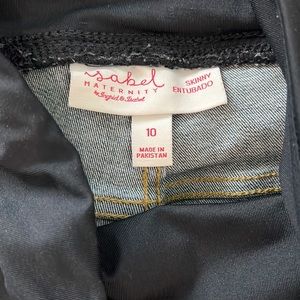 Isabel
MATERNITY
by Ingrid & Isabel
SKINNY
ENTUBADO
10
MADE IN
PAKISTAN